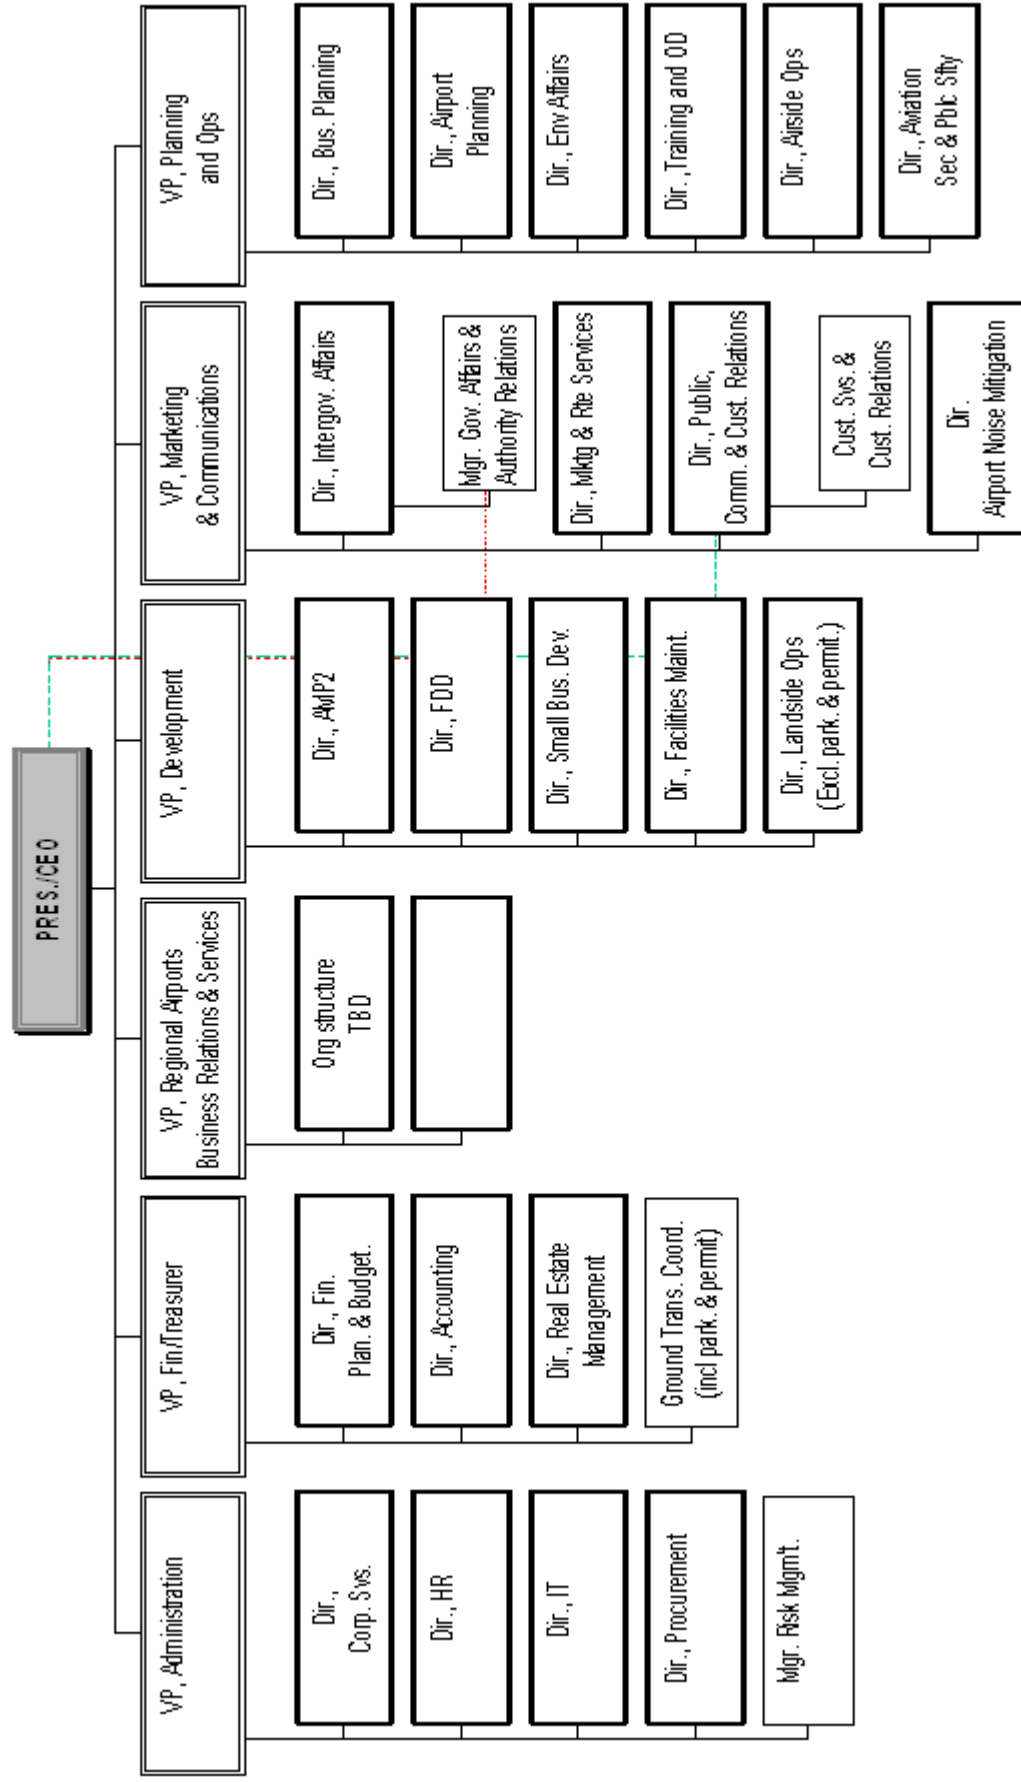 PRES./CEO
VP, Administration
Dir.,
Corp. Svs.
Dir., HR
Dir., IT
Dir., Procurement
Mgr. Risk Mgm't.
VP, Fin/Treasurer
Dir., Fin.
Plan. & Budget.
Dir., Accounting
Dir., Real Estate
Management
Ground Trans. Coord.
(incl park. & permit)
VP, Regional Airports
Business Relations & Services
Org structure
TBD
VP, Development
Dir., AMP2
Dir., FDD
Dir., Small Bus. Dev.
Dir., Facilities Maint.
Dir., Landside Ops
(Excl. park. & permit.)
VP, Marketing
& Communications
Dir., Intergov. Affairs
Mgr. Gov. Affairs &
Authority Relations
Dir., Mktg & Rte Services
Dir., Public,
Comm. & Cust. Relations
Cust. Svs. &
Cust. Relations
Dir.
Airport Noise Mitigation
VP, Planning
and Ops
Dir., Bus. Planning
Dir., Airport
Planning
Dir., Env Affairs
Dir., Training and OD
Dir., Airside Ops
Dir., Aviation
Sec & Pblc Sfty